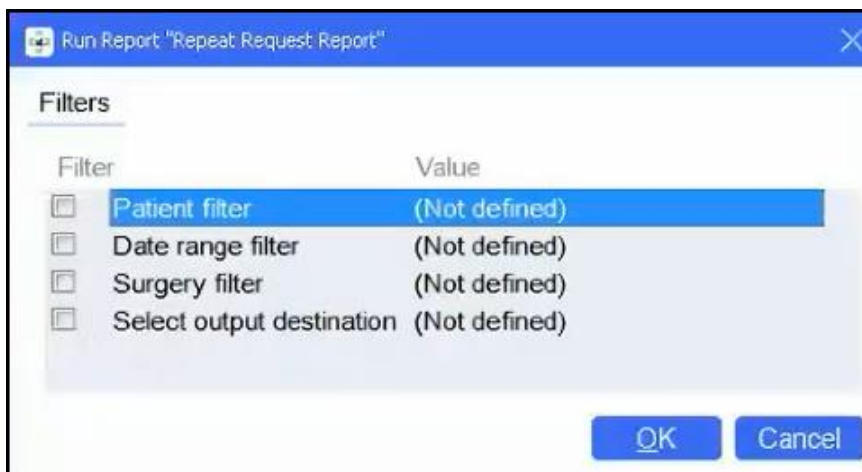 Run Report "Repeat Request Report"
Filters
Filter Value
Patient filter (Not defined)
Date range filter (Not defined)
Surgery filter (Not defined)
Select output destination (Not defined)
OK Cancel